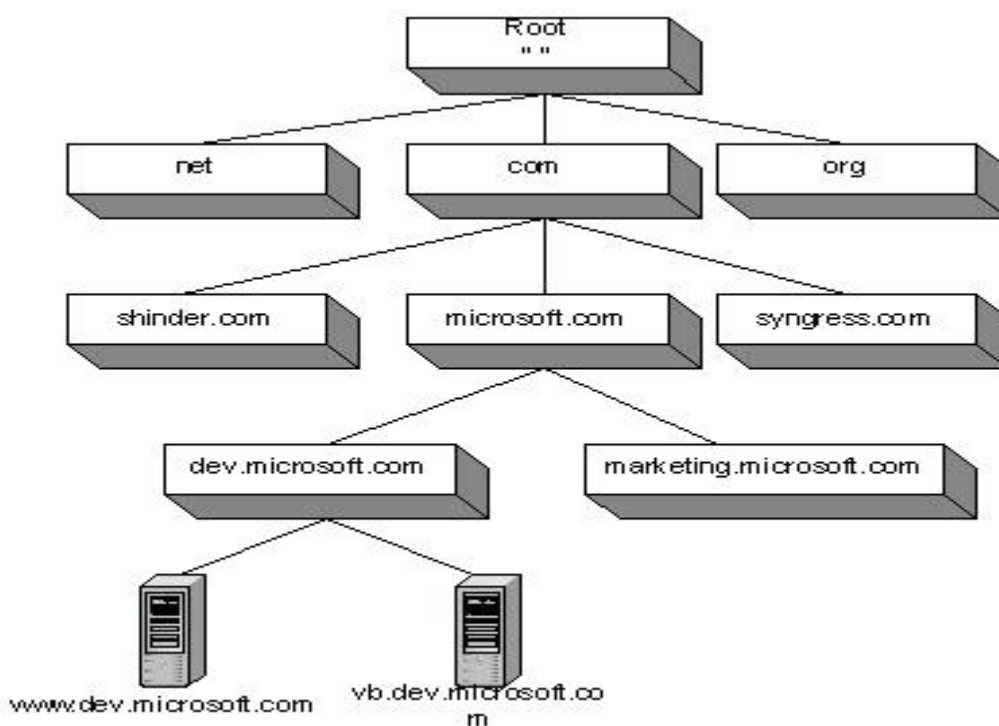 Root
" "
net com org
shinder.com microsoft.com syngress.com
dev.microsoft.com marketing.microsoft.com
www.dev.microsoft.com vb.dev.microsoft.co
m